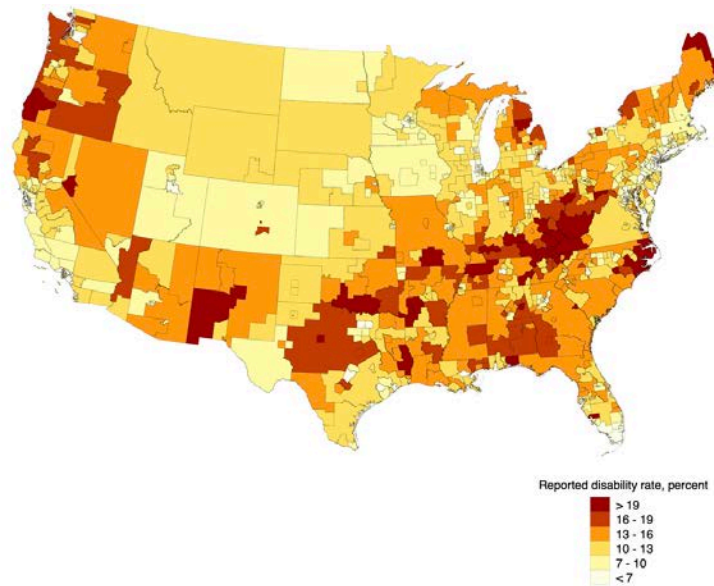 Reported disability rate, percent
> 19
16 - 19
13 - 16
10 - 13
7 - 10
< 7